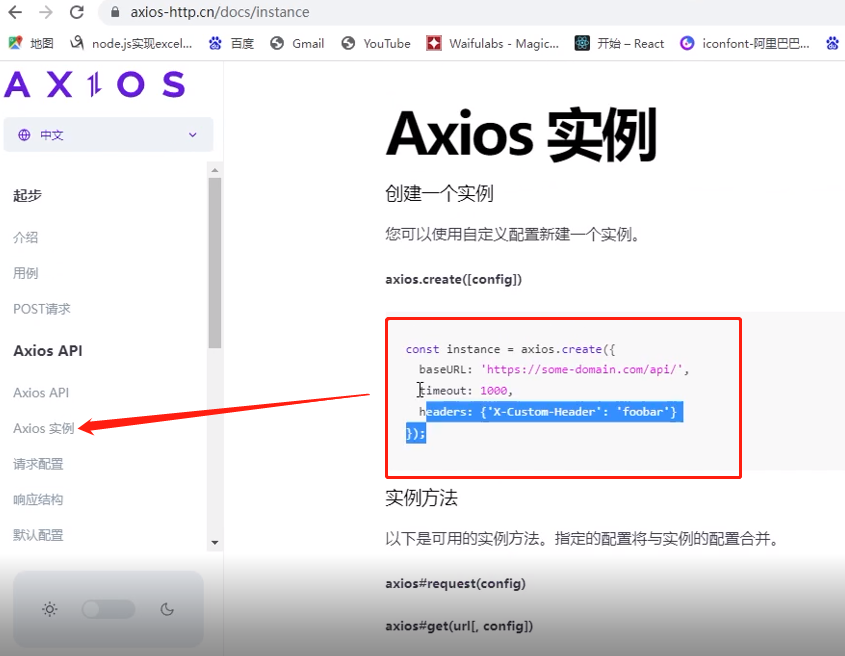 axios-http.cn/docs/instance
地图 node.js实现excel... 百度 Gmail YouTube Waifulabs - Magic... 开始 – React iconfont-阿里巴巴...
AXIOS
中文
起步
介绍
用例
POST请求
Axios API
Axios API
Axios 实例
请求配置
响应结构
默认配置
Axios 实例
创建一个实例
您可以使用自定义配置新建一个实例。
axios.create([config])
const instance = axios.create({
baseURL: 'https://some-domain.com/api/',
timeout: 1000,
headers: {'X-Custom-Header': 'foobar'}
});
实例方法
以下是可用的实例方法。指定的配置将与实例的配置合并。
axios#request(config)
axios#get(url[, config])